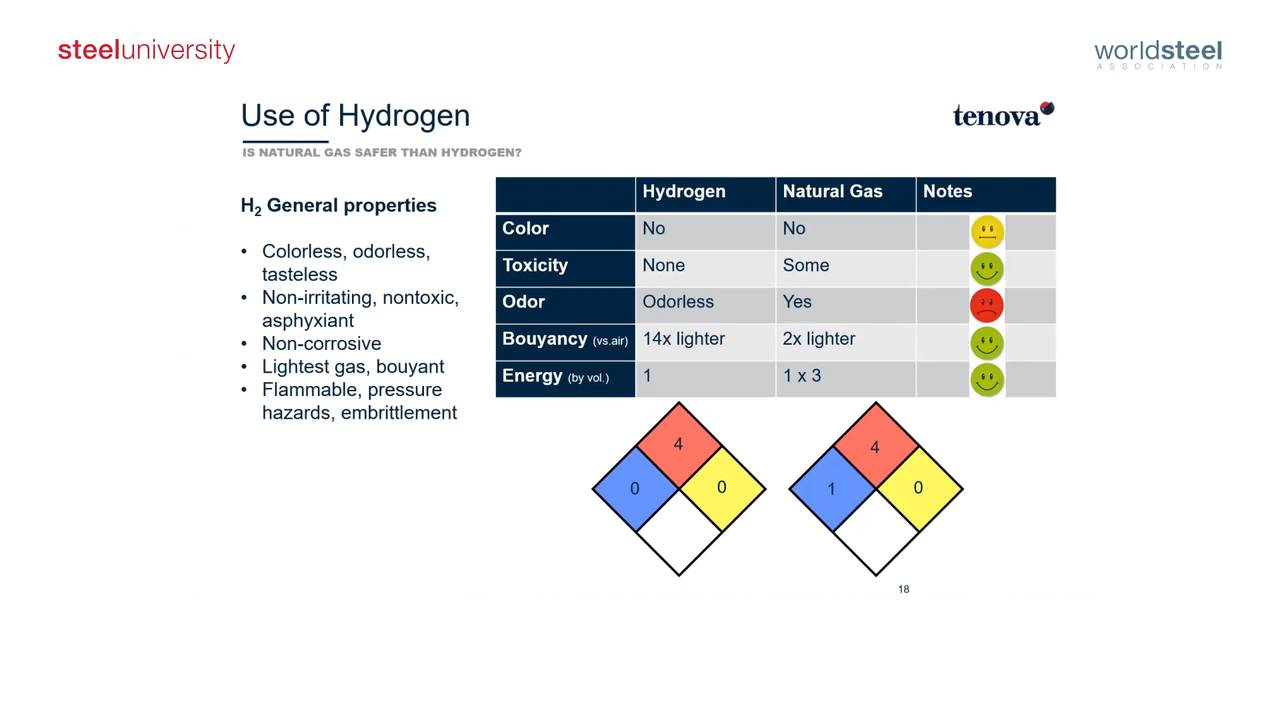 steeluniversity
worldsteel
ASSOCIATION
Use of Hydrogen
tenova
IS NATURAL GAS SAFER THAN HYDROGEN?
H2 General properties
• Colorless, odorless,
tasteless
• Non-irritating, nontoxic,
asphyxiant
• Non-corrosive
• Lightest gas, bouyant
• Flammable, pressure
hazards, embrittlement
Hydrogen Natural Gas Notes
Color No No
Toxicity None Some
Odor Odorless Yes
Bouyancy (vs.air) 14x lighter 2x lighter
Energy (by vol.) 1 1 x 3
4 4
0 0 1 0
18